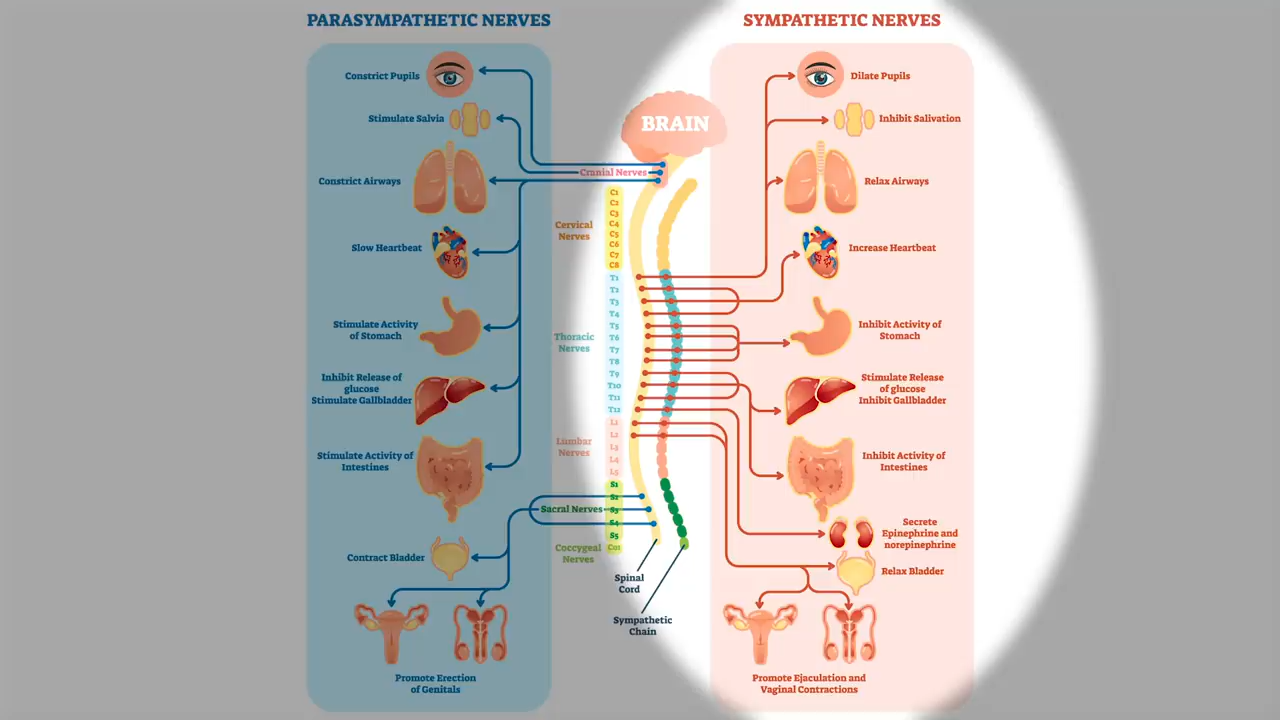 PARASYMPATHETIC NERVES
Constrict Pupils
Stimulate Salvia
Constrict Airways
Slow Heartbeat
Stimulate Activity
of Stomach
Inhibit Release of
glucose
Stimulate Gallbladder
Stimulate Activity of
Intestines
Contract Bladder
Promote Erection
of Genitals
BRAIN
Cranial Nerves
Cervical
Nerves
C1
C2
C3
C4
C5
C6
C7
C8
Thoracic
Nerves
T1
T2
T3
T4
T5
T6
T7
T8
T9
T10
T11
T12
Lumbar
Nerves
L1
L2
L3
L4
L5
Sacral Nerves
S1
S2
S3
S4
S5
Coccygeal
Nerves
Co1
Spinal
Cord
Sympathetic
Chain
SYMPATHETIC NERVES
Dilate Pupils
Inhibit Salivation
Relax Airways
Increase Heartbeat
Inhibit Activity of
Stomach
Stimulate Release
of glucose
Inhibit Gallbladder
Inhibit Activity of
Intestines
Secrete
Epinephrine and
norepinephrine
Relax Bladder
Promote Ejaculation and
Vaginal Contractions